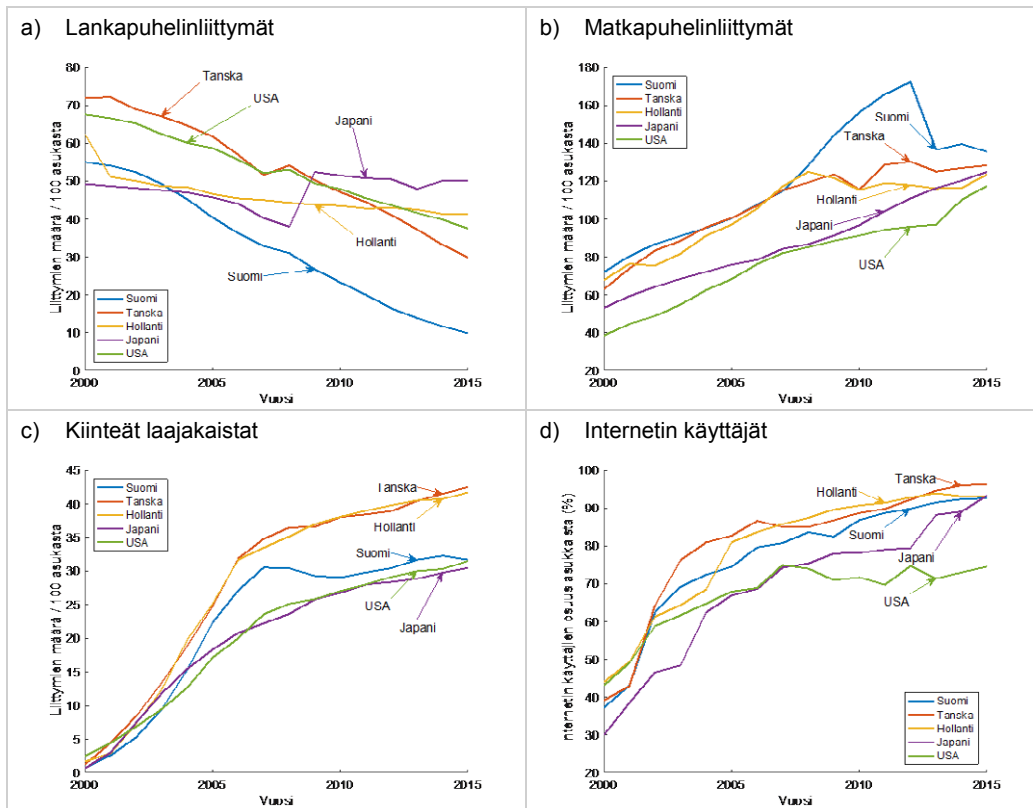 a) Lankapuhelinliittymät
80
70
60
50
40
30
20
10
0
2000
2005
2010
2015
Vuosi
Liittymien määrä / 100 asukasta
Tanska
USA
Japani
Hollanti
Suomi
Suomi
Tanska
Hollanti
Japani
USA
b) Matkapuhelinliittymät
180
160
140
120
100
80
60
40
20
2000
2005
2010
2015
Vuosi
Liittymien määrä / 100 asukasta
Suomi
Tanska
Hollanti
Japani
USA
Suomi
Tanska
Hollanti
Japani
USA
c) Kiinteät laajakaistat
45
40
35
30
25
20
15
10
5
0
2000
2005
2010
2015
Vuosi
Liittymien määrä / 100 asukasta
Suomi
Tanska
Hollanti
Japani
USA
Tanska
Hollanti
Suomi
USA
Japani
d) Internetin käyttäjät
100
90
80
70
60
50
40
30
20
2000
2005
2010
2015
Vuosi
nternetin käyttäjien osuus asukkaista (%)
Tanska
Hollanti
Suomi
Japani
USA
Suomi
Tanska
Hollanti
Japani
USA